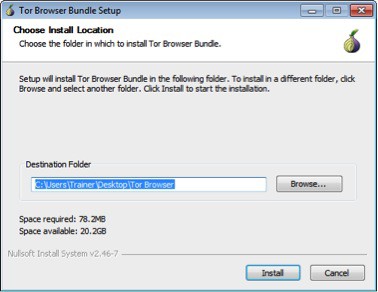 Tor Browser Bundle Setup
Choose Install Location
Choose the folder in which to install Tor Browser Bundle.
Setup will install Tor Browser Bundle in the following folder. To install in a different folder, click
Browse and select another folder. Click Install to start the installation.
Destination Folder
C:\Users\Trainer\Desktop\Tor Browser
Browse...
Space required: 78.2MB
Space available: 20.2GB
Nullsoft Install System v2.46-7
Install
Cancel